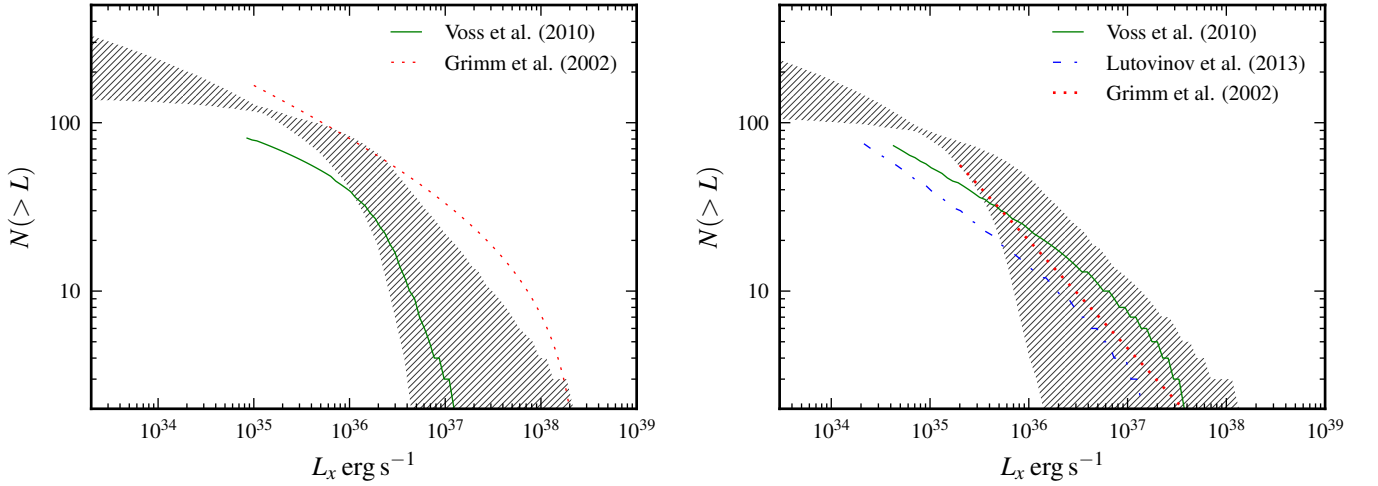 Voss et al. (2010)
Grimm et al. (2002)
100
10
N(> L)
10^34 10^35 10^36 10^37 10^38 10^39
L_x erg s^−1
Voss et al. (2010)
Lutovinov et al. (2013)
Grimm et al. (2002)
100
10
N(> L)
10^34 10^35 10^36 10^37 10^38 10^39
L_x erg s^−1